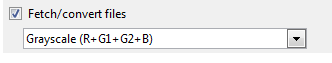 Fetch/convert files
Grayscale (R+G1+G2+B)